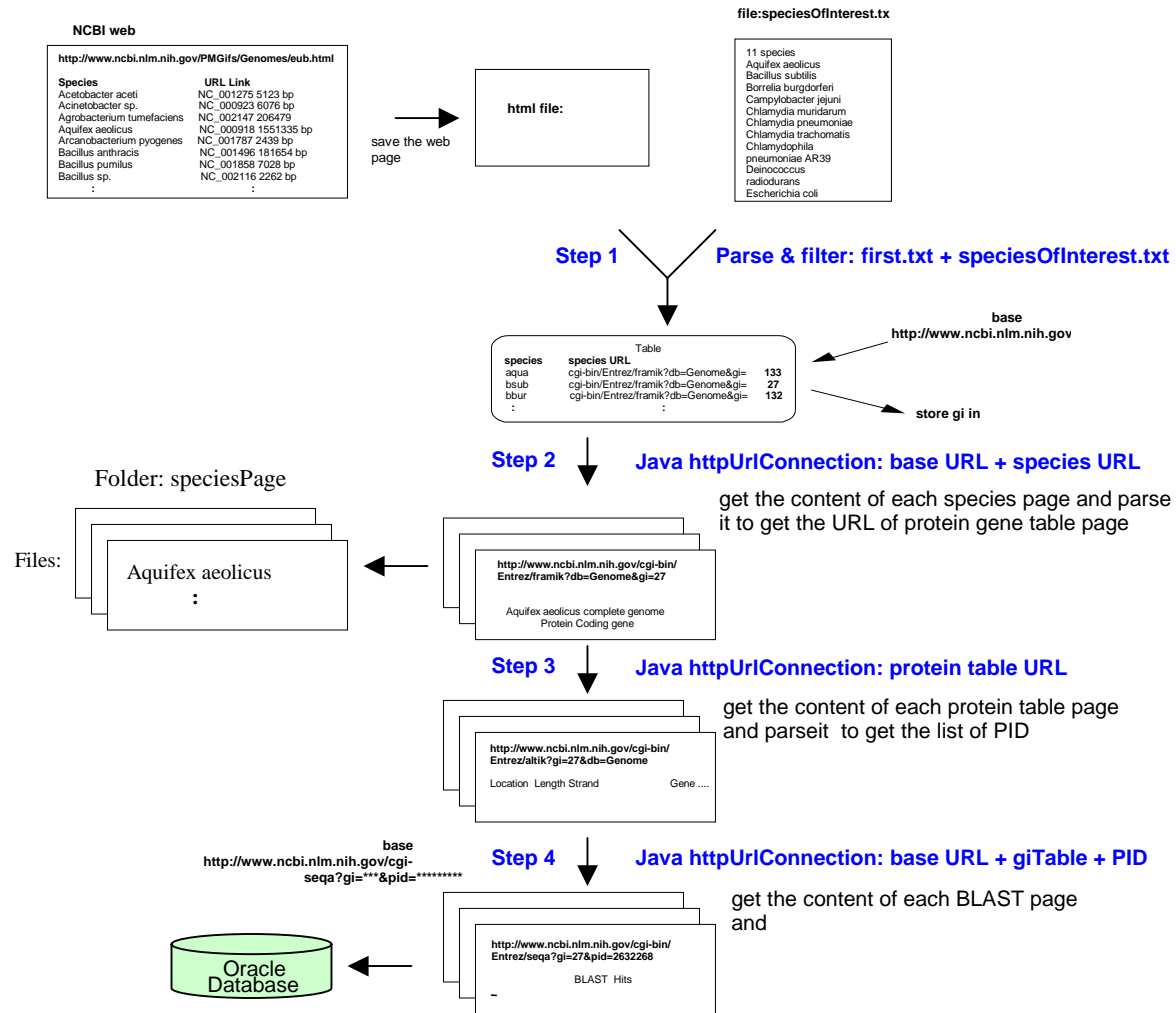 NCBI web
http://www.ncbi.nlm.nih.gov/PMGifs/Genomes/eub.html
Species URL Link
Acetobacter aceti NC_001275 5123 bp
Acinetobacter sp. NC_000923 6076 bp
Agrobacterium tumefaciens NC_002147 206479
Aquifex aeolicus NC_000918 1551335 bp
Arcanobacterium pyogenes NC_001787 2439 bp
Bacillus anthracis NC_001496 181654 bp
Bacillus pumilus NC_001858 7028 bp
Bacillus sp. NC_002116 2262 bp
: :
save the web
page
html file:
file:speciesOfInterest.tx
11 species
Aquifex aeolicus
Bacillus subtilis
Borrelia burgdorferi
Campylobacter jejuni
Chlamydia muridarum
Chlamydia pneumoniae
Chlamydia trachomatis
Chlamydophila
pneumoniae AR39
Deinococcus
radiodurans
Escherichia coli
Step 1 Parse & filter: first.txt + speciesOfInterest.txt
base
http://www.ncbi.nlm.nih.gov
Table
species species URL
aqua cgi-bin/Entrez/framik?db=Genome&gi= 133
bsub cgi-bin/Entrez/framik?db=Genome&gi= 27
bbur cgi-bin/Entrez/framik?db=Genome&gi= 132
: :
store gi in
Step 2 Java httpUrlConnection: base URL + species URL
get the content of each species page and parse
it to get the URL of protein gene table page
Folder: speciesPage
Files:
Aquifex aeolicus
:
http://www.ncbi.nlm.nih.gov/cgi-bin/
Entrez/framik?db=Genome&gi=27
Aquifex aeolicus complete genome
Protein Coding gene
Step 3 Java httpUrlConnection: protein table URL
get the content of each protein table page
and parseit to get the list of PID
http://www.ncbi.nlm.nih.gov/cgi-bin/
Entrez/altik?gi=27&db=Genome
Location Length Strand Gene ....
base
http://www.ncbi.nlm.nih.gov/cgi-
seqa?gi=***&pid=*********
Step 4 Java httpUrlConnection: base URL + giTable + PID
get the content of each BLAST page
and
http://www.ncbi.nlm.nih.gov/cgi-bin/
Entrez/seqa?gi=27&pid=2632268
BLAST Hits
Oracle
Database